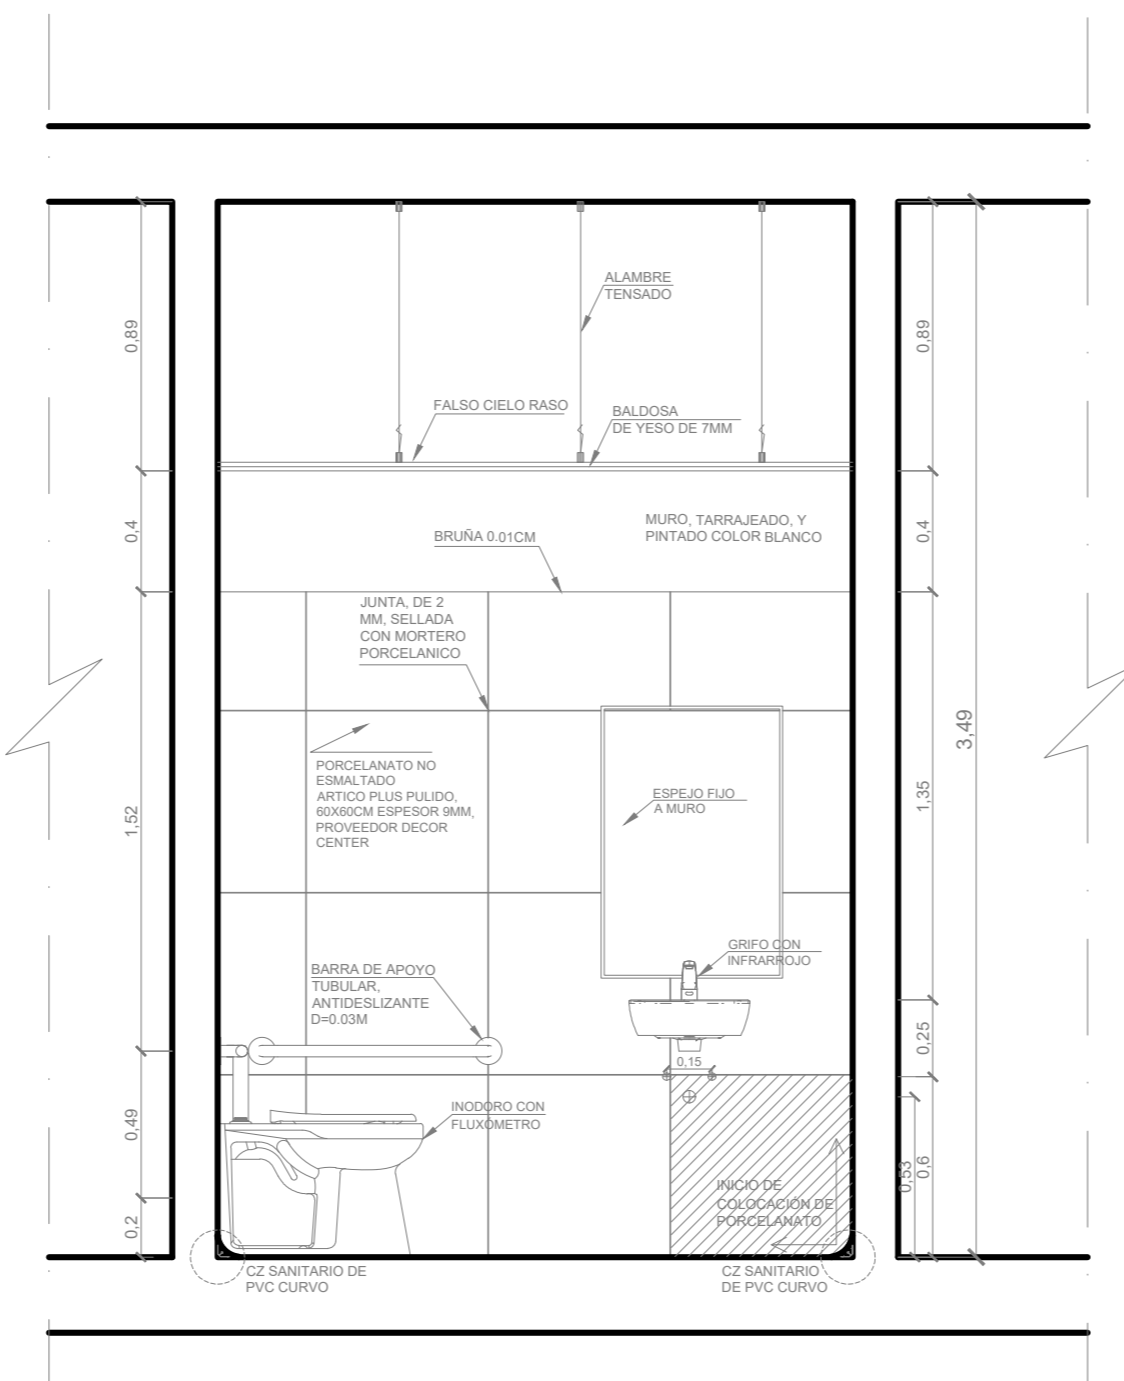 ALAMBRE
TENSADO
FALSO CIELO RASO
BALDOSA
DE YESO DE 7MM
MURO, TARRAJEADO, Y
PINTADO COLOR BLANCO
BRUÑA 0.01CM
JUNTA, DE 2
MM, SELLADA
CON MORTERO
PORCELANICO
PORCELANATO NO
ESMALTADO
ARTICO PLUS PULIDO,
60X60CM ESPESOR 9MM,
PROVEEDOR DECOR
CENTER
ESPEJO FIJO
A MURO
GRIFO CON
INFRARROJO
BARRA DE APOYO
TUBULAR,
ANTIDESLIZANTE
D=0.03M
INODORO CON
FLUXÓMETRO
INICIO DE
COLOCACIÓN DE
PORCELANATO
CZ SANITARIO DE
PVC CURVO
CZ SANITARIO
DE PVC CURVO
0,89
0,4
1,52
0,49
0,2
0,15
0,89
0,4
1,35
0,25
0,6
0,53
3,49